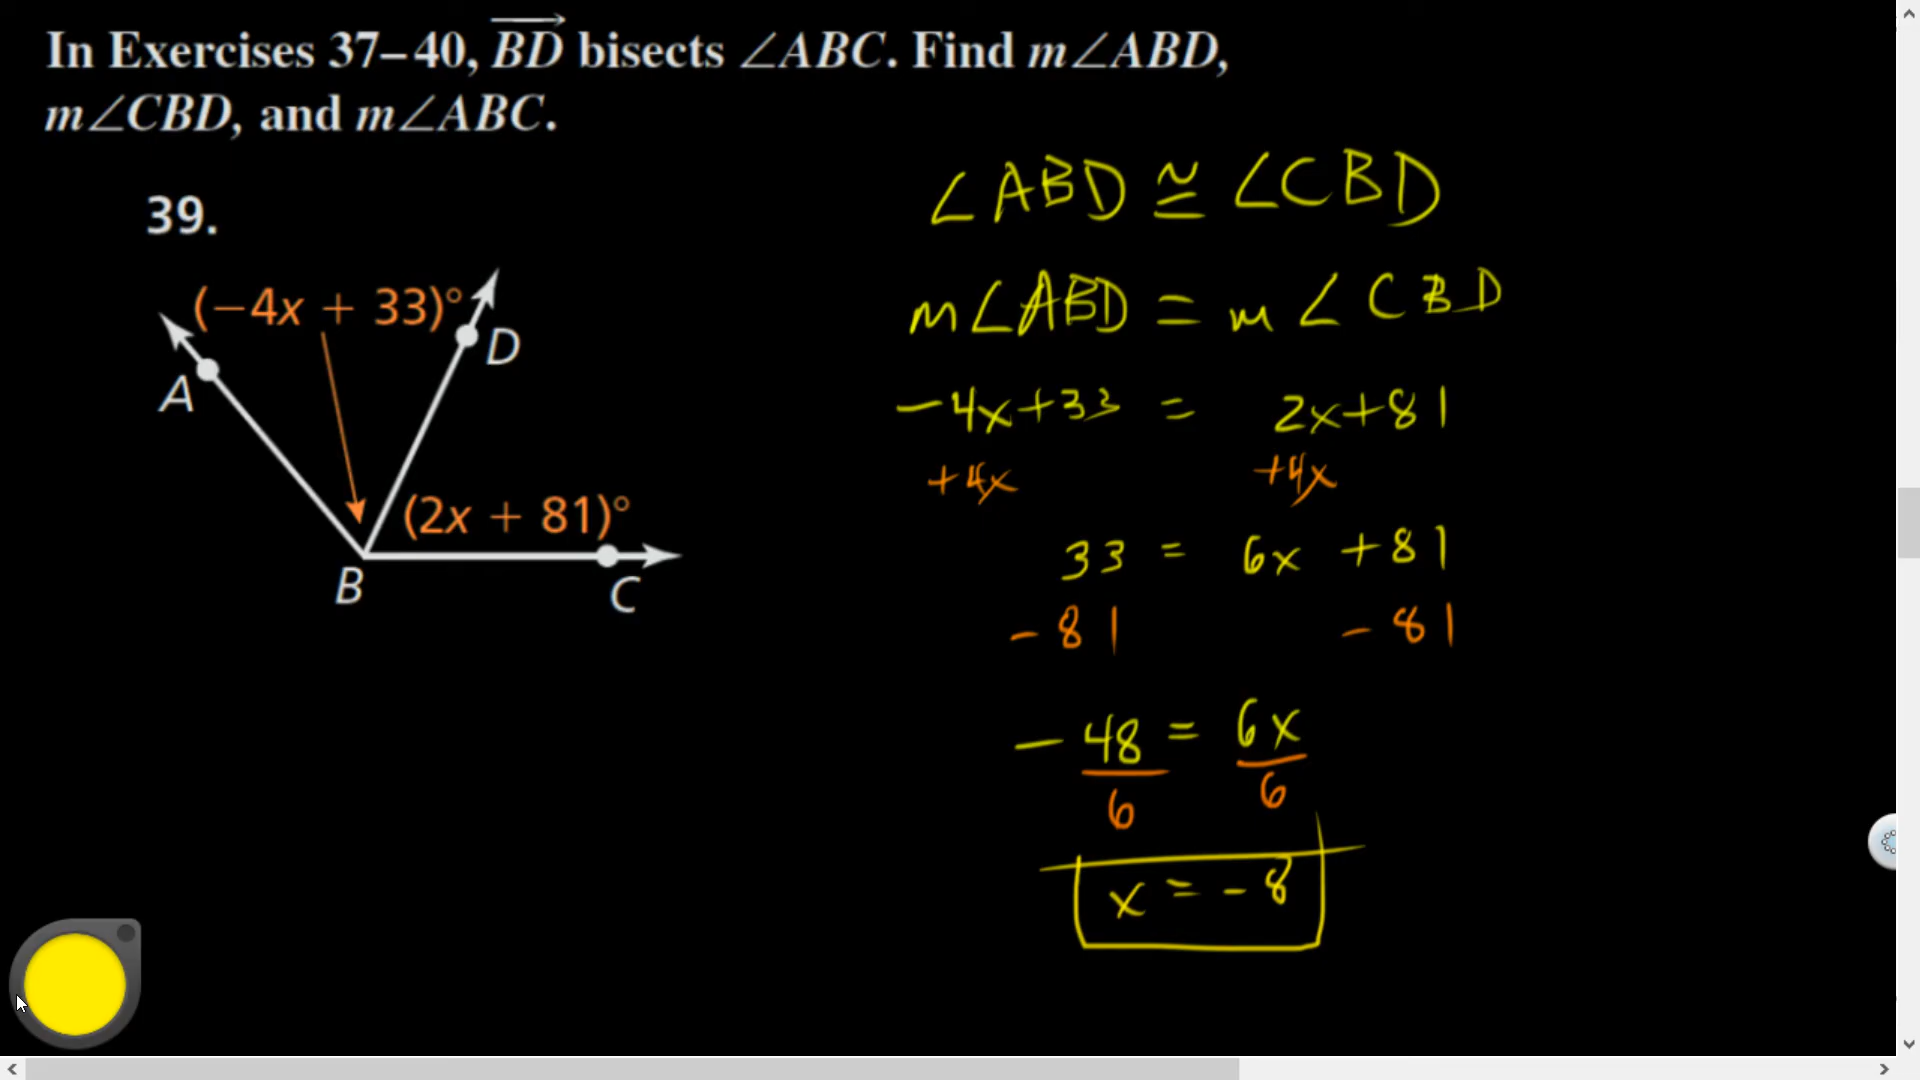 In Exercises 37–40, BD bisects ∠ABC. Find m∠ABD,
m∠CBD, and m∠ABC.
39.
(−4x + 33)°
D
A
(2x + 81)°
B
C
∠ABD ≅ ∠CBD
m∠ABD = m∠CBD
−4x+33 = 2x+81
+4x +4x
33 = 6x +81
−81 −81
−48 = 6x
6 6
x = −8